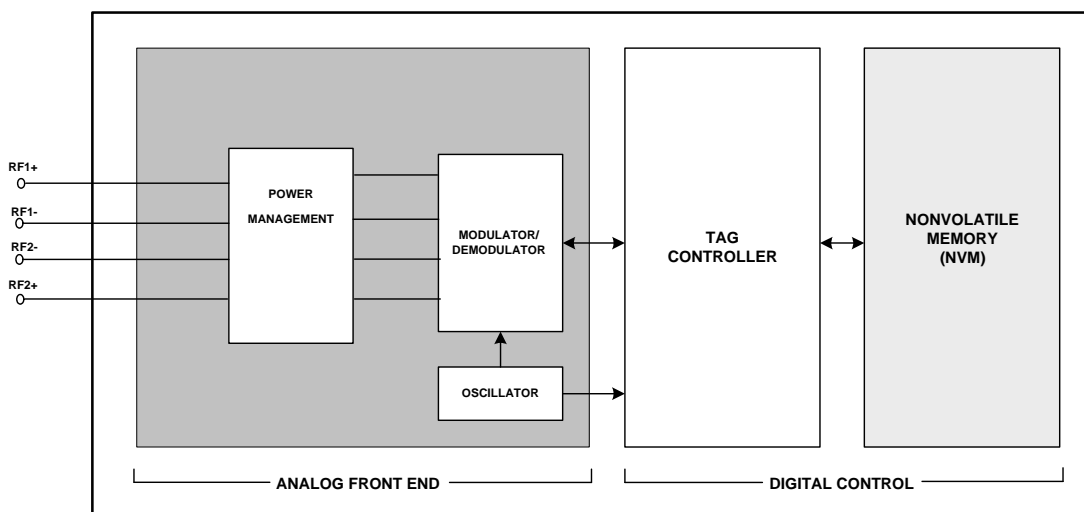 RF1+
RF1-
RF2-
RF2+
POWER
MANAGEMENT
MODULATOR/
DEMODULATOR
OSCILLATOR
TAG
CONTROLLER
NONVOLATILE
MEMORY
(NVM)
ANALOG FRONT END
DIGITAL CONTROL